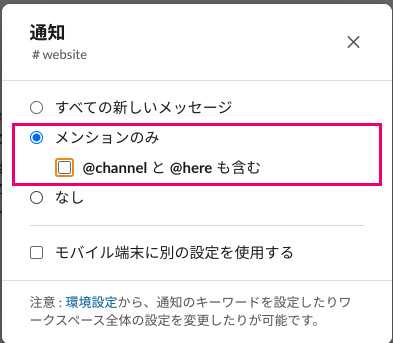 通知
# website
すべての新しいメッセージ
メンションのみ
@channel と @here も含む
なし
モバイル端末に別の設定を使用する
注意 : 環境設定から、通知のキーワードを設定したりワ
ークスペース全体の設定を変更したりが可能です。